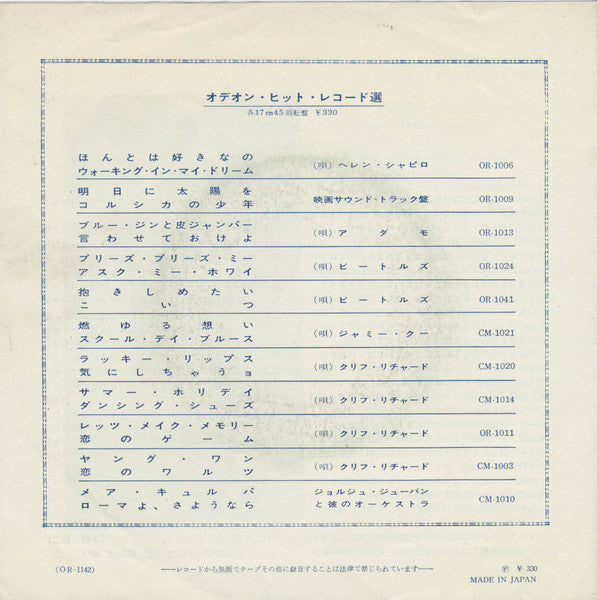 オデオン・ヒット・レコード選
各17㎝45回転盤 ¥330
ほんとは好きなの
ウォーキング・イン・マイ・ドリーム
(唄) ヘレン・シャピロ OR-1006
明日に太陽を
コルシカの少年
映画サウンド・トラック盤 OR-1009
ブルー・ジンと皮ジャンパー
言わせておけよ
(唄) アダモ OR-1013
プリーズ・プリーズ・ミー
アスク・ミー・ホワイ
(唄) ビートルズ OR-1024
抱きしめたい
こいつ
(唄) ビートルズ OR-1041
燃ゆる想い
スクール・デイ・ブルース
(唄) ジャミー・クー CM-1021
ラッキー・リップス
気にしちゃうョ
(唄) クリフ・リチャード CM-1020
サマー・ホリデイ
ダンシング・シューズ
(唄) クリフ・リチャード CM-1014
レッツ・メイク・メモリー
恋のゲーム
(唄) クリフ・リチャード OR-1011
ヤング・ワン
恋のワルツ
(唄) クリフ・リチャード CM-1003
メア・キュルパ
ローマよ、さようなら
ジョルジュ・ジューバン
と彼のオーケストラ
CM-1010
(OR-1142)
──レコードから無断でテープその他に録音することは法律で禁じられています──
Ⓟ ¥ 330
MADE IN JAPAN